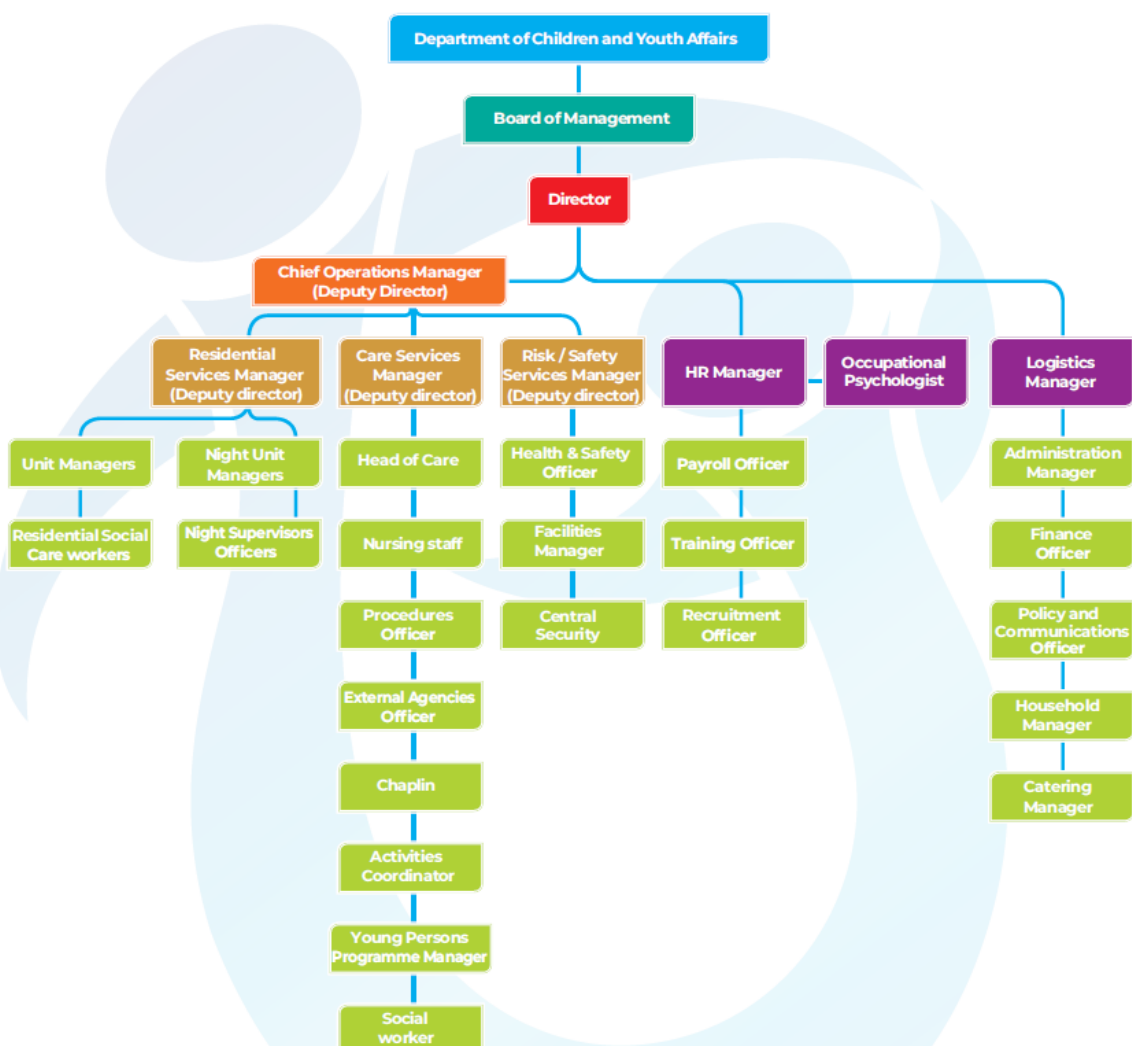 Department of Children and Youth Affairs
Board of Management
Director
Chief Operations Manager
(Deputy Director)
Residential
Services Manager
(Deputy director)
Care Services
Manager
(Deputy director)
Risk / Safety
Services Manager
(Deputy director)
HR Manager
Occupational
Psychologist
Logistics
Manager
Unit Managers
Night Unit
Managers
Head of Care
Health & Safety
Officer
Payroll Officer
Administration
Manager
Residential Social
Care workers
Night Supervisors
Officers
Nursing staff
Facilities
Manager
Training Officer
Finance
Officer
Procedures
Officer
Central
Security
Recruitment
Officer
Policy and
Communications
Officer
External Agencies
Officer
Household
Manager
Chaplin
Catering
Manager
Activities
Coordinator
Young Persons
Programme Manager
Social
worker